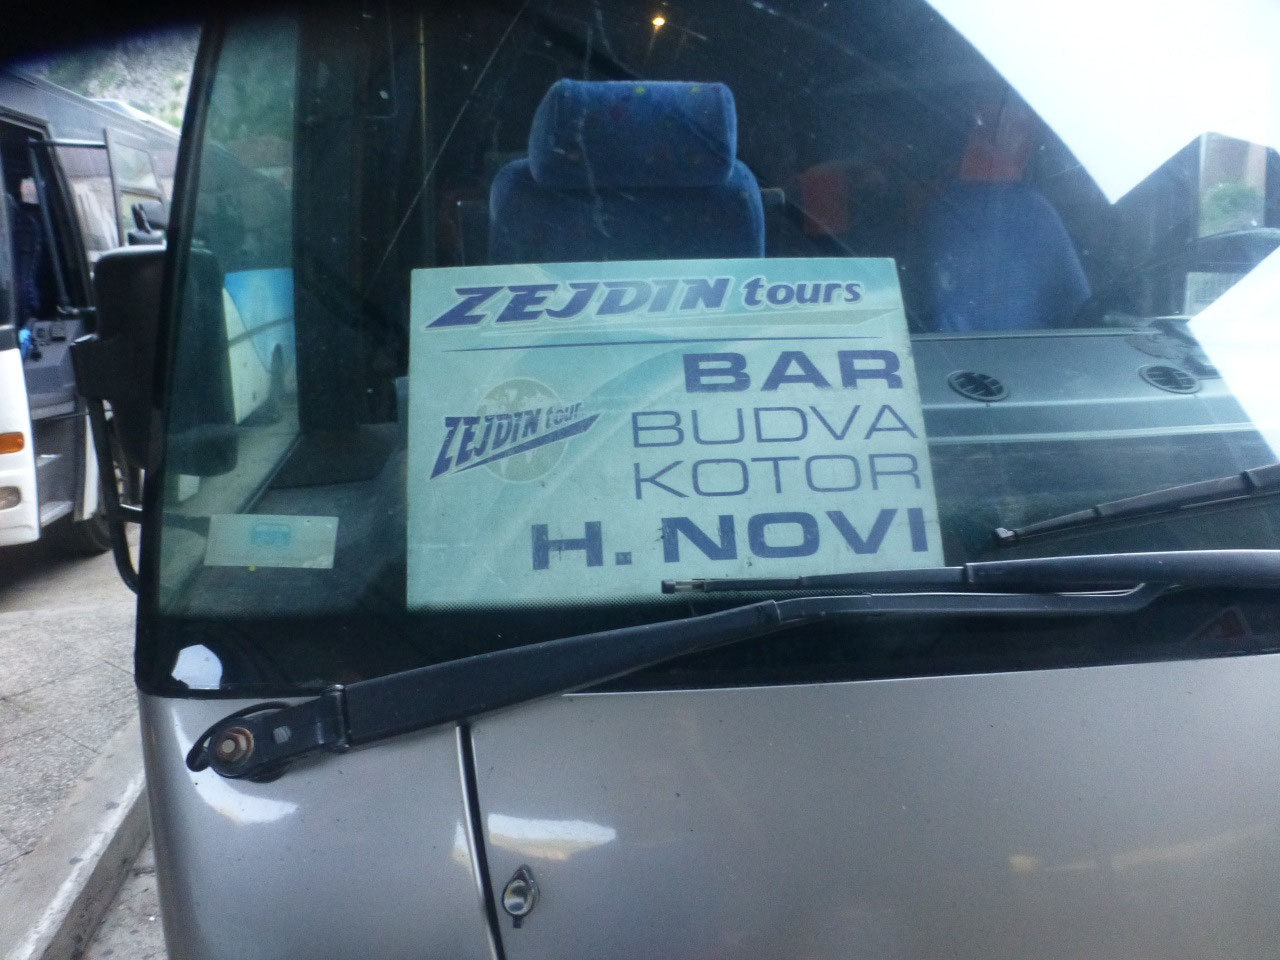 ZEJDIN tours
BAR
ZEJDIN tour
BUDVA
KOTOR
H. NOVI